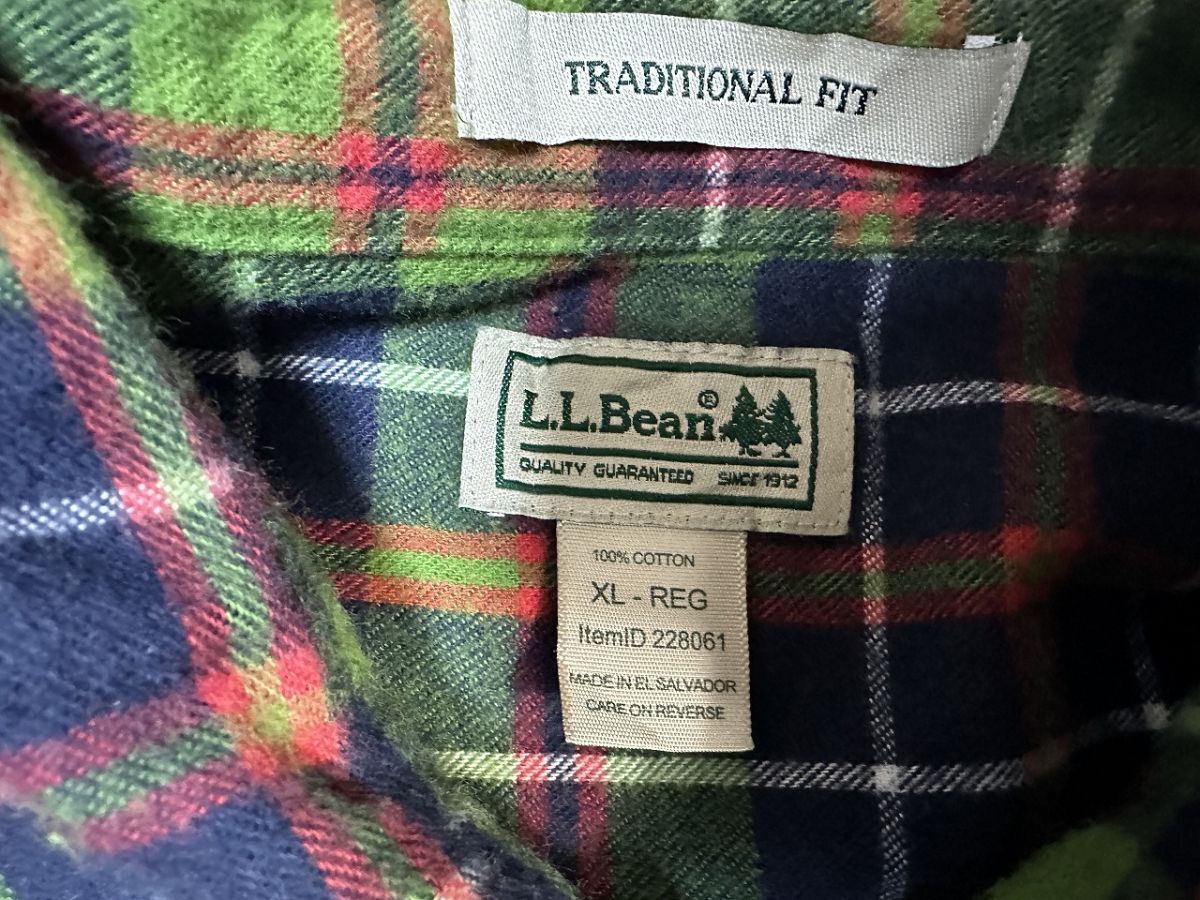 TRADITIONAL FIT
L.L.Bean®
QUALITY GUARANTEED SINCE 1912
100% COTTON
XL - REG
ItemID 228061
MADE IN EL SALVADOR
CARE ON REVERSE